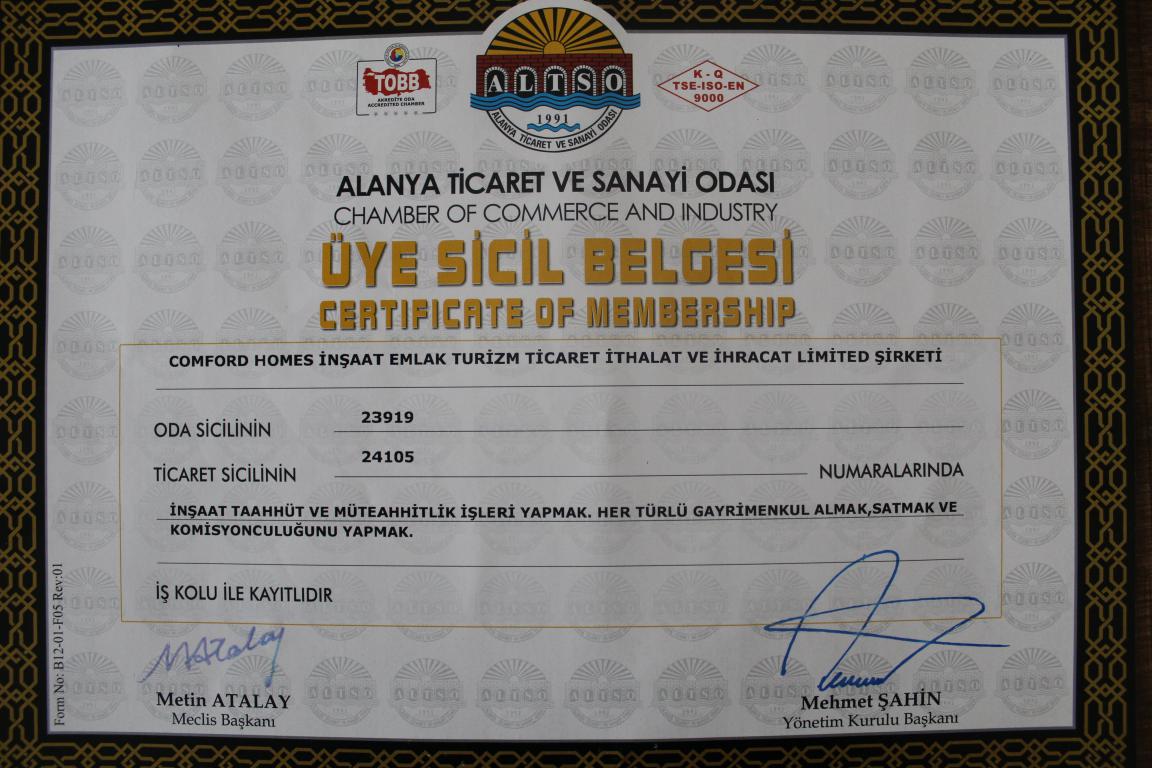 TOBB
AKREDİTE ODA
ACCREDITED CHAMBER
ALTSO
1991
ALANYA TİCARET VE SANAYİ ODASI
K - Q
TSE-ISO-EN
9000
ALANYA TİCARET VE SANAYİ ODASI
CHAMBER OF COMMERCE AND INDUSTRY
ÜYE SİCİL BELGESİ
CERTIFICATE OF MEMBERSHIP
COMFORD HOMES İNŞAAT EMLAK TURİZM TİCARET İTHALAT VE İHRACAT LİMİTED ŞİRKETİ
ODA SİCİLİNİN 23919
TİCARET SİCİLİNİN 24105 NUMARALARINDA
İNŞAAT TAAHHÜT VE MÜTEAHHİTLİK İŞLERİ YAPMAK. HER TÜRLÜ GAYRİMENKUL ALMAK,SATMAK VE
KOMİSYONCULUĞUNU YAPMAK.
İŞ KOLU İLE KAYITLIDIR
M Atalay
Metin ATALAY
Meclis Başkanı
Mehmet ŞAHİN
Yönetim Kurulu Başkanı
Form No: B12-01-F05 Rev:01